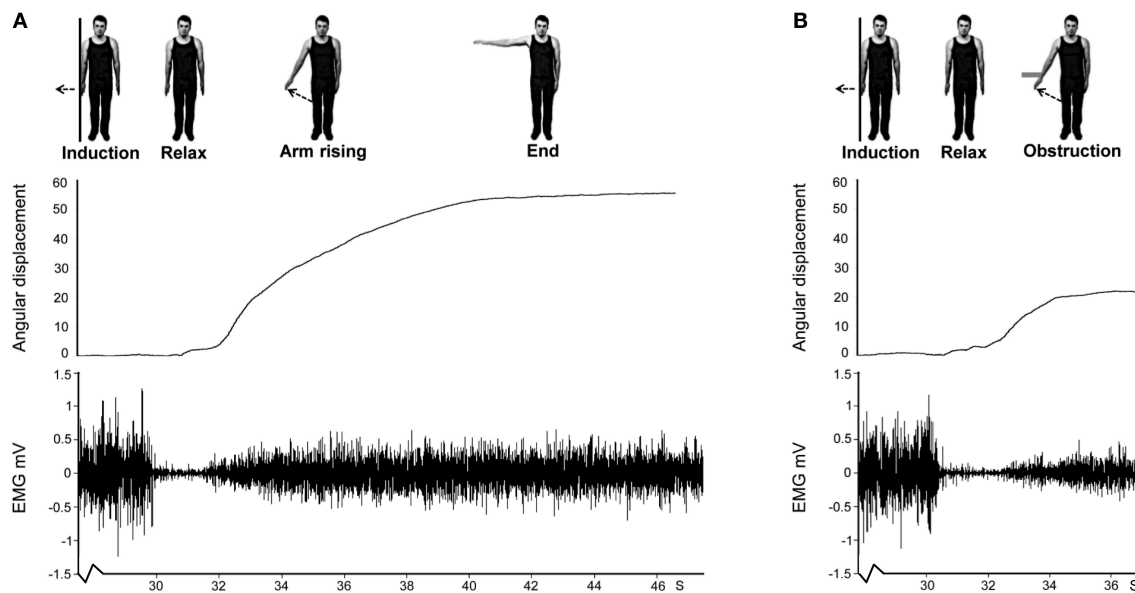 A
B
Induction Relax Arm rising End
Induction Relax Obstruction
Angular displacement
60
50
40
30
20
10
0
EMG mV
1.5
1
0.5
0
-0.5
-1
-1.5
30 32 34 36 38 40 42 44 46 S
Angular displacement
60
50
40
30
20
10
0
EMG mV
1.5
1
0.5
0
-0.5
-1
-1.5
30 32 34 36 S